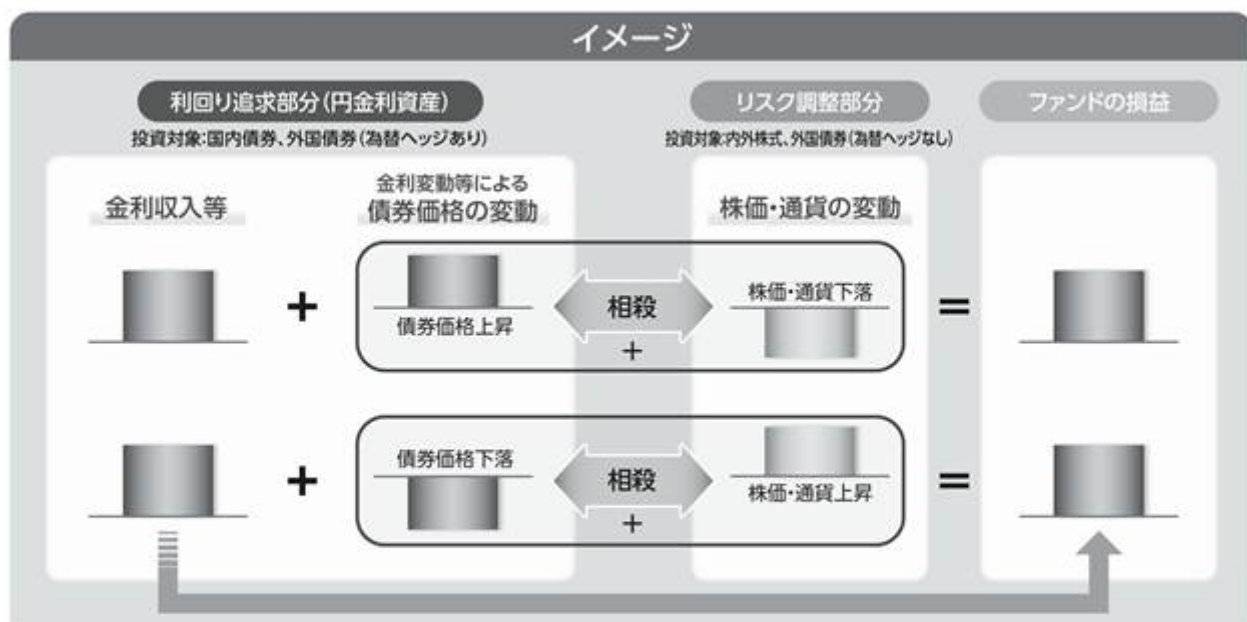 イメージ
利回り追求部分(円金利資産)
投資対象:国内債券、外国債券(為替ヘッジあり)
リスク調整部分
投資対象:内外株式、外国債券(為替ヘッジなし)
ファンドの損益
金利収入等
金利変動等による
債券価格の変動
株価・通貨の変動
+
債券価格上昇
相殺
+
株価・通貨下落
=
+
債券価格下落
相殺
+
株価・通貨上昇
=